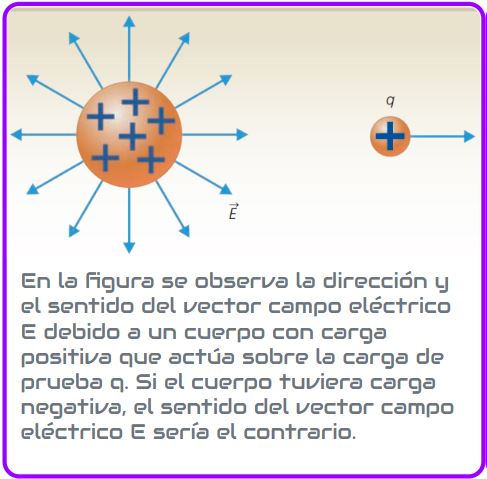 q
E
En la figura se observa la dirección y
el sentido del vector campo eléctrico
E debido a un cuerpo con carga
positiva que actúa sobre la carga de
prueba q. Si el cuerpo tuviera carga
negativa, el sentido del vector campo
eléctrico E sería el contrario.